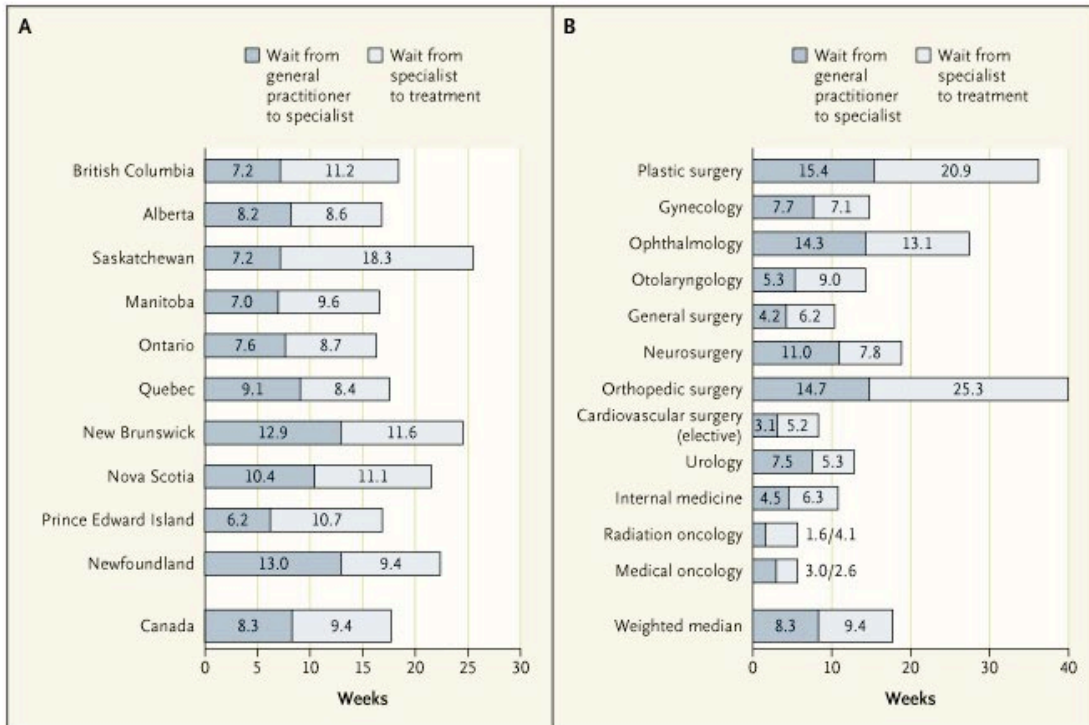 A
Wait from
general
practitioner
to specialist
Wait from
specialist
to treatment
British Columbia 7.2 11.2
Alberta 8.2 8.6
Saskatchewan 7.2 18.3
Manitoba 7.0 9.6
Ontario 7.6 8.7
Quebec 9.1 8.4
New Brunswick 12.9 11.6
Nova Scotia 10.4 11.1
Prince Edward Island 6.2 10.7
Newfoundland 13.0 9.4
Canada 8.3 9.4
0 5 10 15 20 25 30
Weeks
B
Wait from
general
practitioner
to specialist
Wait from
specialist
to treatment
Plastic surgery 15.4 20.9
Gynecology 7.7 7.1
Ophthalmology 14.3 13.1
Otolaryngology 5.3 9.0
General surgery 4.2 6.2
Neurosurgery 11.0 7.8
Orthopedic surgery 14.7 25.3
Cardiovascular surgery
(elective) 3.1 5.2
Urology 7.5 5.3
Internal medicine 4.5 6.3
Radiation oncology 1.6/4.1
Medical oncology 3.0/2.6
Weighted median 8.3 9.4
0 10 20 30 40
Weeks